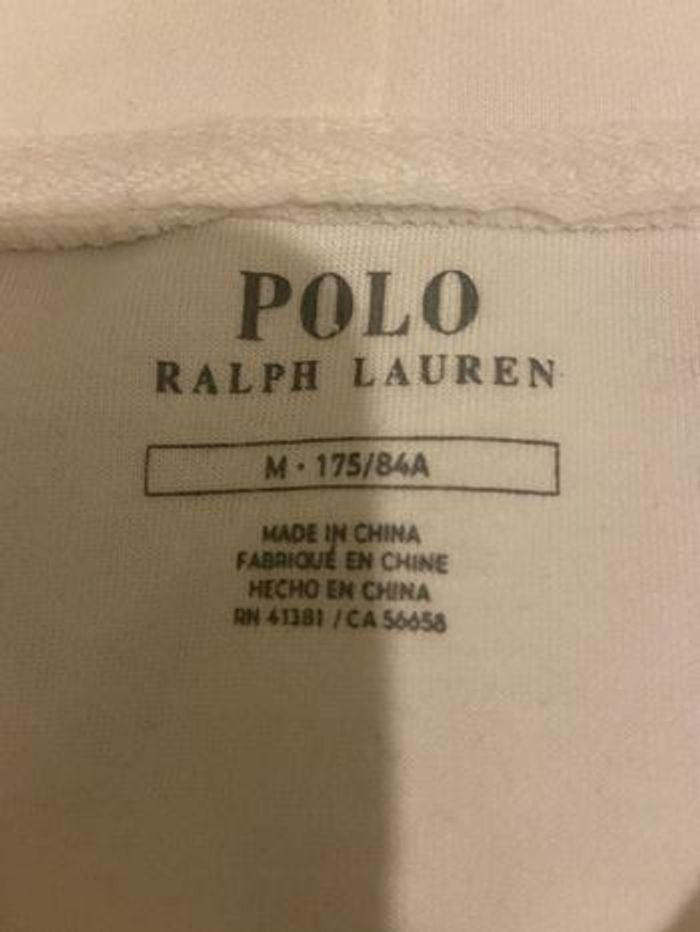 POLO
RALPH LAUREN
M · 175/84A
MADE IN CHINA
FABRIQUÉ EN CHINE
HECHO EN CHINA
RN 41381 / CA 56658